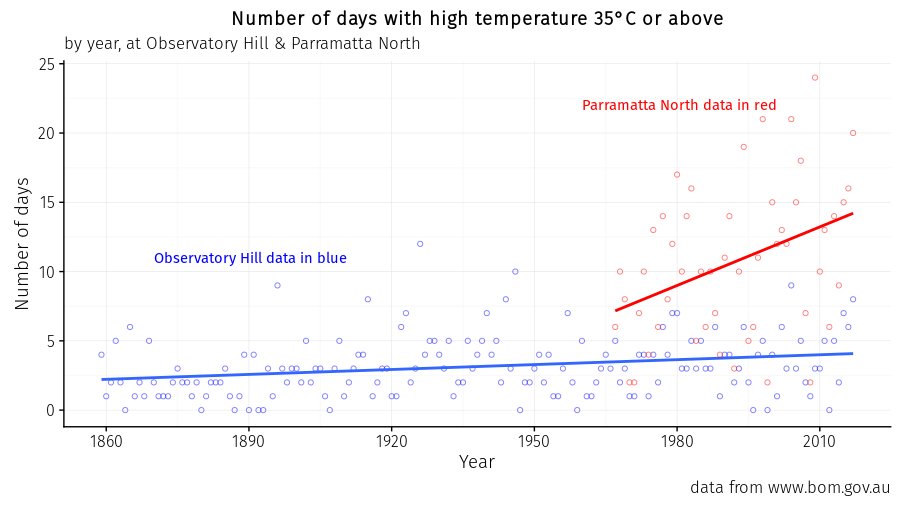 Number of days with high temperature 35°C or above
by year, at Observatory Hill & Parramatta North
25
20
15
10
5
0
Number of days
Parramatta North data in red
Observatory Hill data in blue
1860 1890 1920 1950 1980 2010
Year
data from www.bom.gov.au